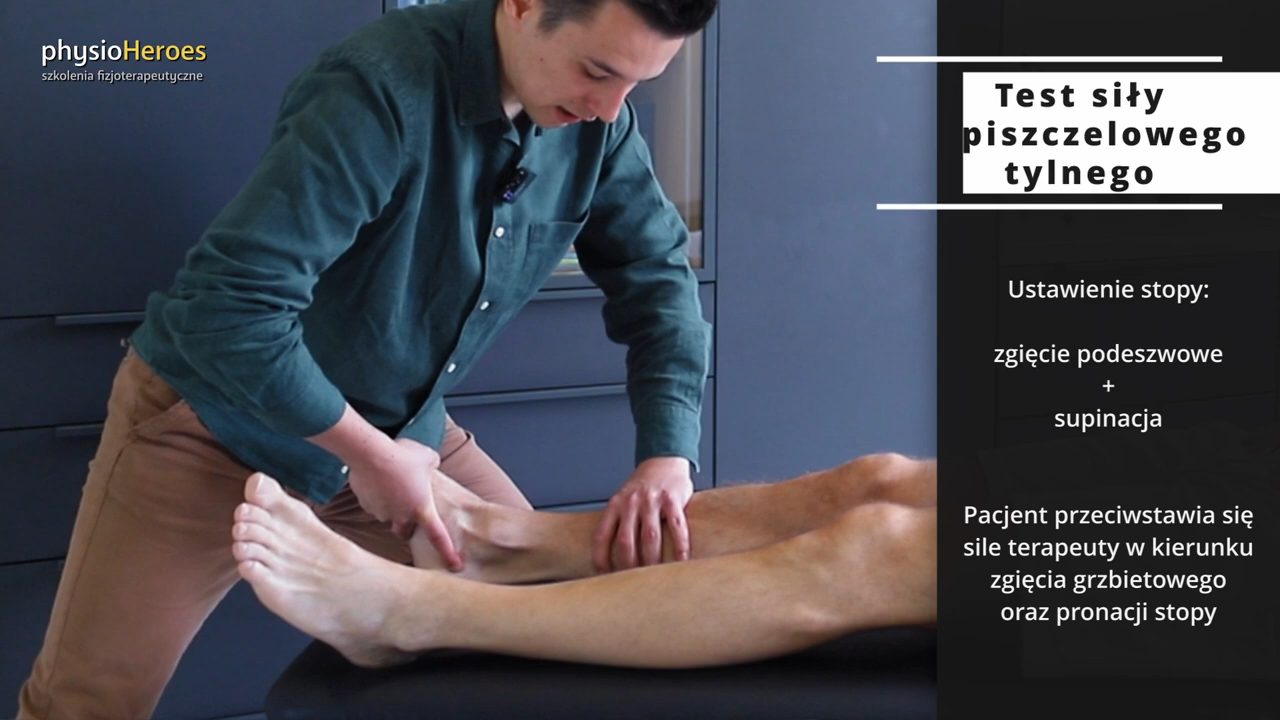 physioHeroes
szkolenia fizjoterapeutyczne
Test siły
piszczelowego
tylnego
Ustawienie stopy:
zgięcie podeszwowe
+
supinacja
Pacjent przeciwstawia się
sile terapeuty w kierunku
zgięcia grzbietowego
oraz pronacji stopy